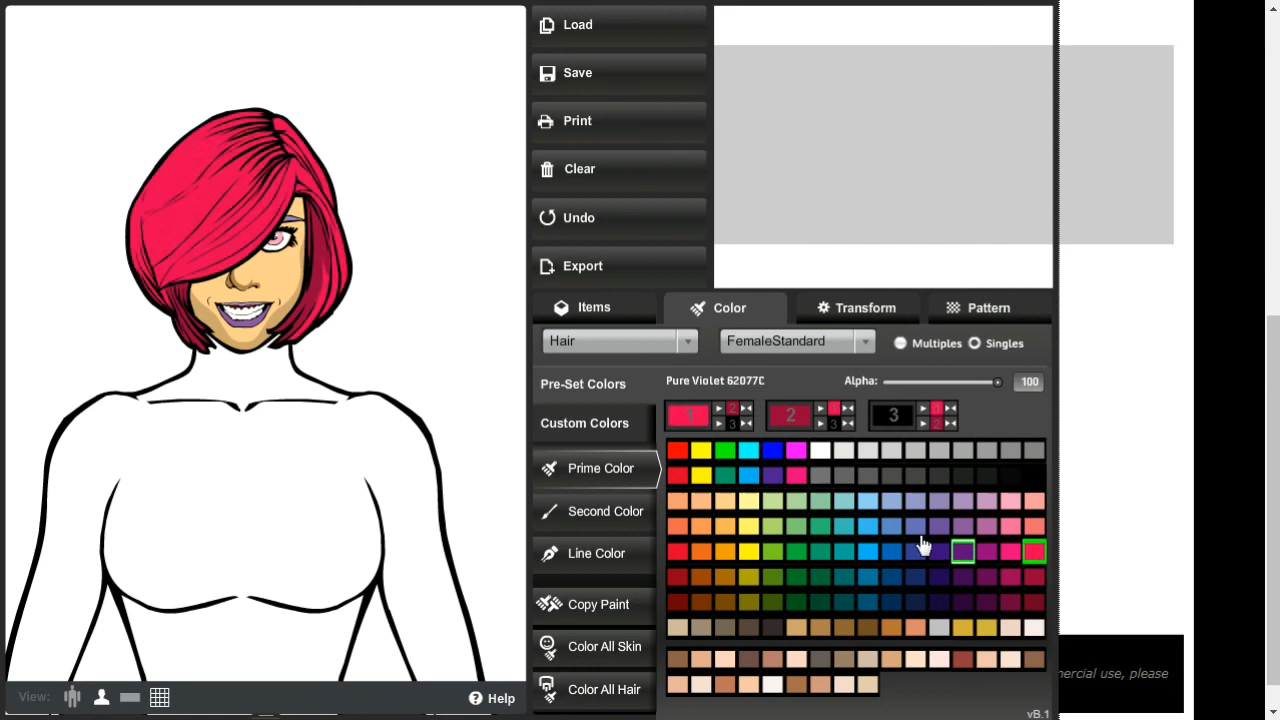 Load
Save
Print
Clear
Undo
Export
Items
Color
Transform
Pattern
Hair
FemaleStandard
Multiples
Singles
Pre-Set Colors
Pure Violet 62077C
Alpha:
100
1
2
3
2
1
3
3
1
2
Custom Colors
Prime Color
Second Color
Line Color
Copy Paint
Color All Skin
Color All Hair
View:
Help
mercial use, please
vB.1